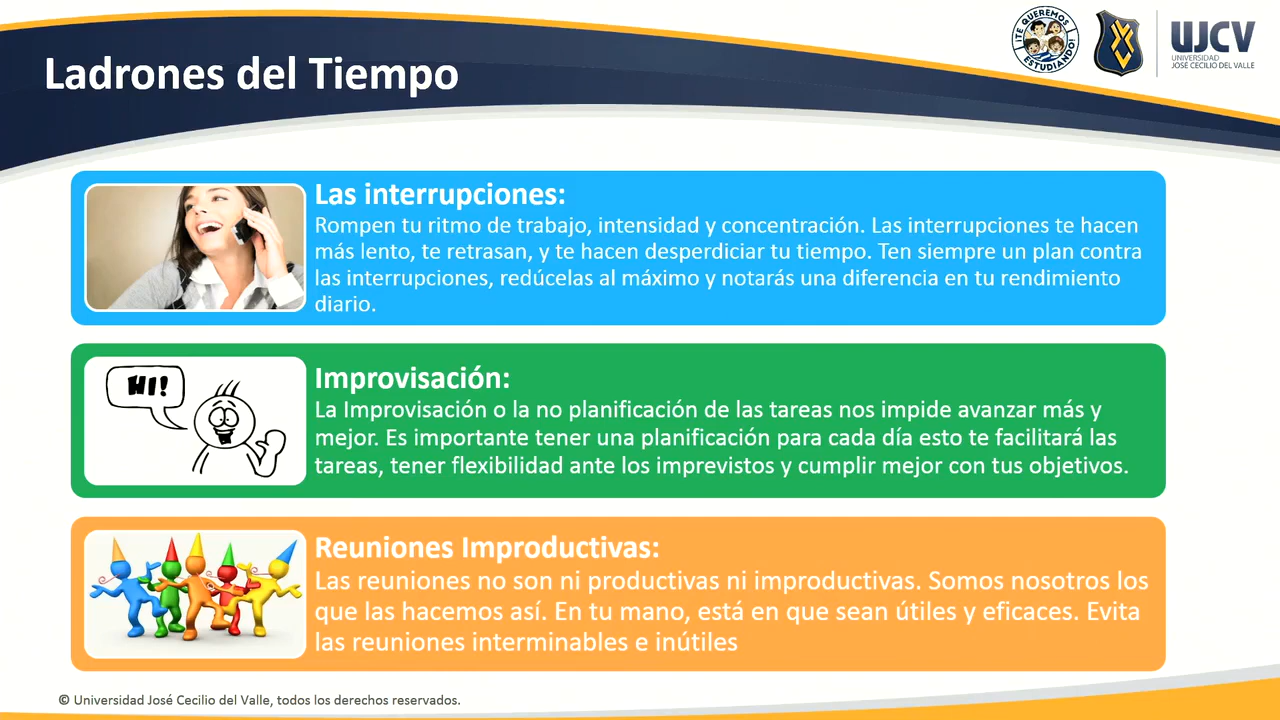 Ladrones del Tiempo
¡TE QUEREMOS
ESTUDIANDO!
UJCV
UNIVERSIDAD
JOSÉ CECILIO DEL VALLE
Las interrupciones:
Rompen tu ritmo de trabajo, intensidad y concentración. Las interrupciones te hacen
más lento, te retrasan, y te hacen desperdiciar tu tiempo. Ten siempre un plan contra
las interrupciones, redúcelas al máximo y notarás una diferencia en tu rendimiento
diario.
HI!
Improvisación:
La Improvisación o la no planificación de las tareas nos impide avanzar más y
mejor. Es importante tener una planificación para cada día esto te facilitará las
tareas, tener flexibilidad ante los imprevistos y cumplir mejor con tus objetivos.
Reuniones Improductivas:
Las reuniones no son ni productivas ni improductivas. Somos nosotros los
que las hacemos así. En tu mano, está en que sean útiles y eficaces. Evita
las reuniones interminables e inútiles
© Universidad José Cecilio del Valle, todos los derechos reservados.